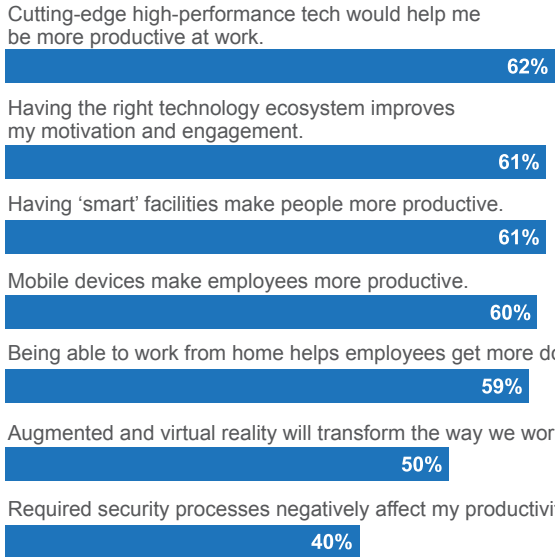 Cutting-edge high-performance tech would help me
be more productive at work.
62%
Having the right technology ecosystem improves
my motivation and engagement.
61%
Having ‘smart’ facilities make people more productive.
61%
Mobile devices make employees more productive.
60%
Being able to work from home helps employees get more
59%
Augmented and virtual reality will transform the way we
50%
Required security processes negatively affect my
40%